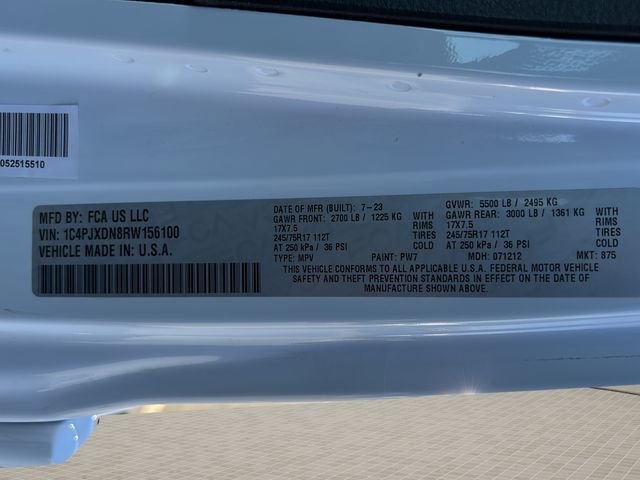 052515510
MFD BY: FCA US LLC
VIN: 1C4PJXDN8RW156100
VEHICLE MADE IN: U.S.A.
DATE OF MFR (BUILT): 7-23
GVWR: 5500 LB / 2495 KG
GAWR FRONT: 2700 LB / 1225 KG WITH
GAWR REAR: 3000 LB / 1361 KG WITH
17X7.5 RIMS
17X7.5 RIMS
245/75R17 112T TIRES
245/75R17 112T TIRES
AT 250 kPa / 36 PSI COLD
AT 250 kPa / 36 PSI COLD
TYPE: MPV PAINT: PW7 MDH: 071212 MKT: 875
THIS VEHICLE CONFORMS TO ALL APPLICABLE U.S.A. FEDERAL MOTOR VEHICLE
SAFETY AND THEFT PREVENTION STANDARDS IN EFFECT ON THE DATE OF
MANUFACTURE SHOWN ABOVE.